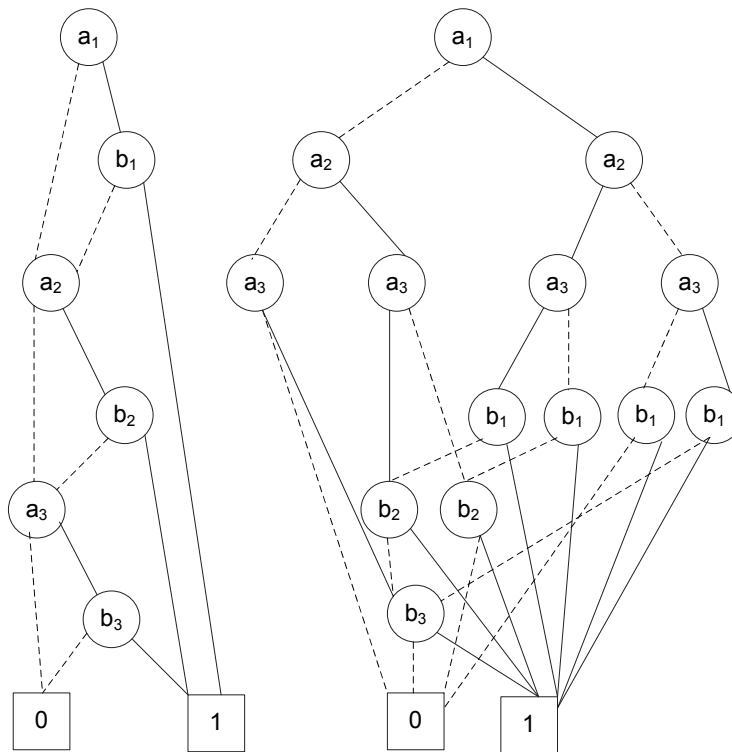 a₁ a₁
b₁ a₂ a₂
a₂ a₃ a₃ a₃ a₃
b₂ b₁ b₁ b₁ b₁
a₃ b₂ b₂
b₃ b₃
0 1 0 1